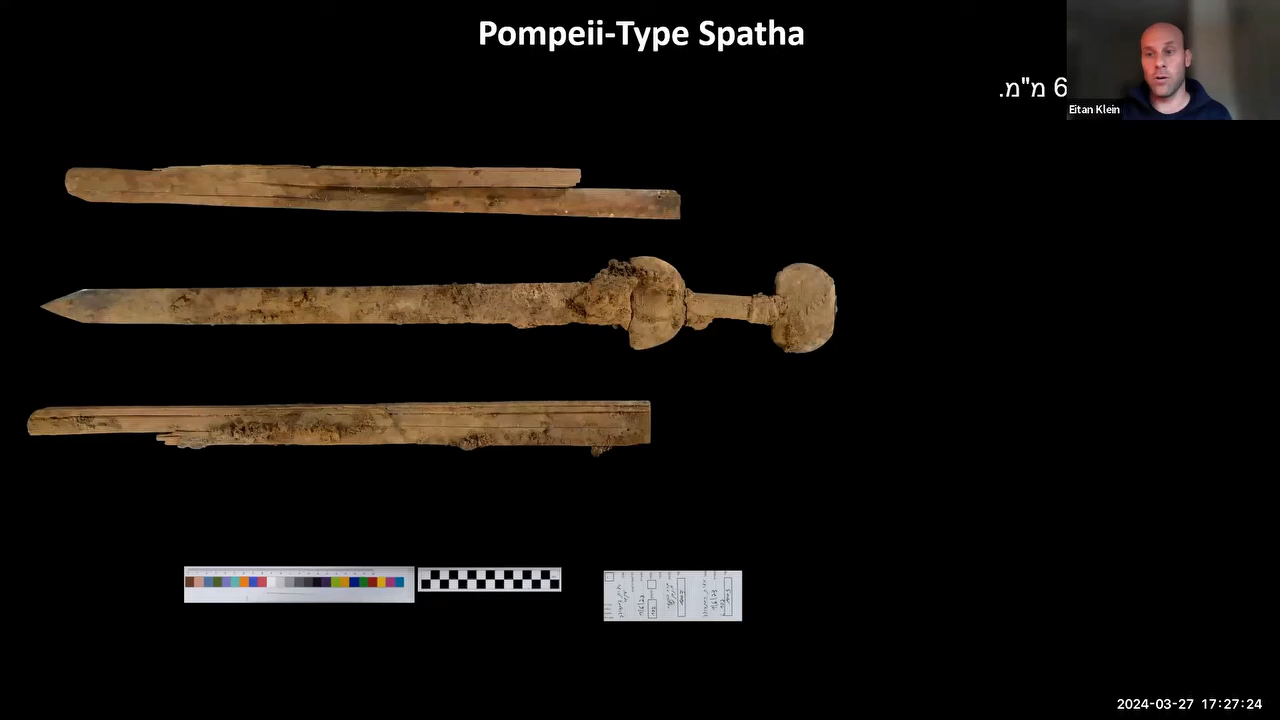 Pompeii-Type Spatha
6 מ"מ.
Eitan Klein
2024-03-27 17:27:24